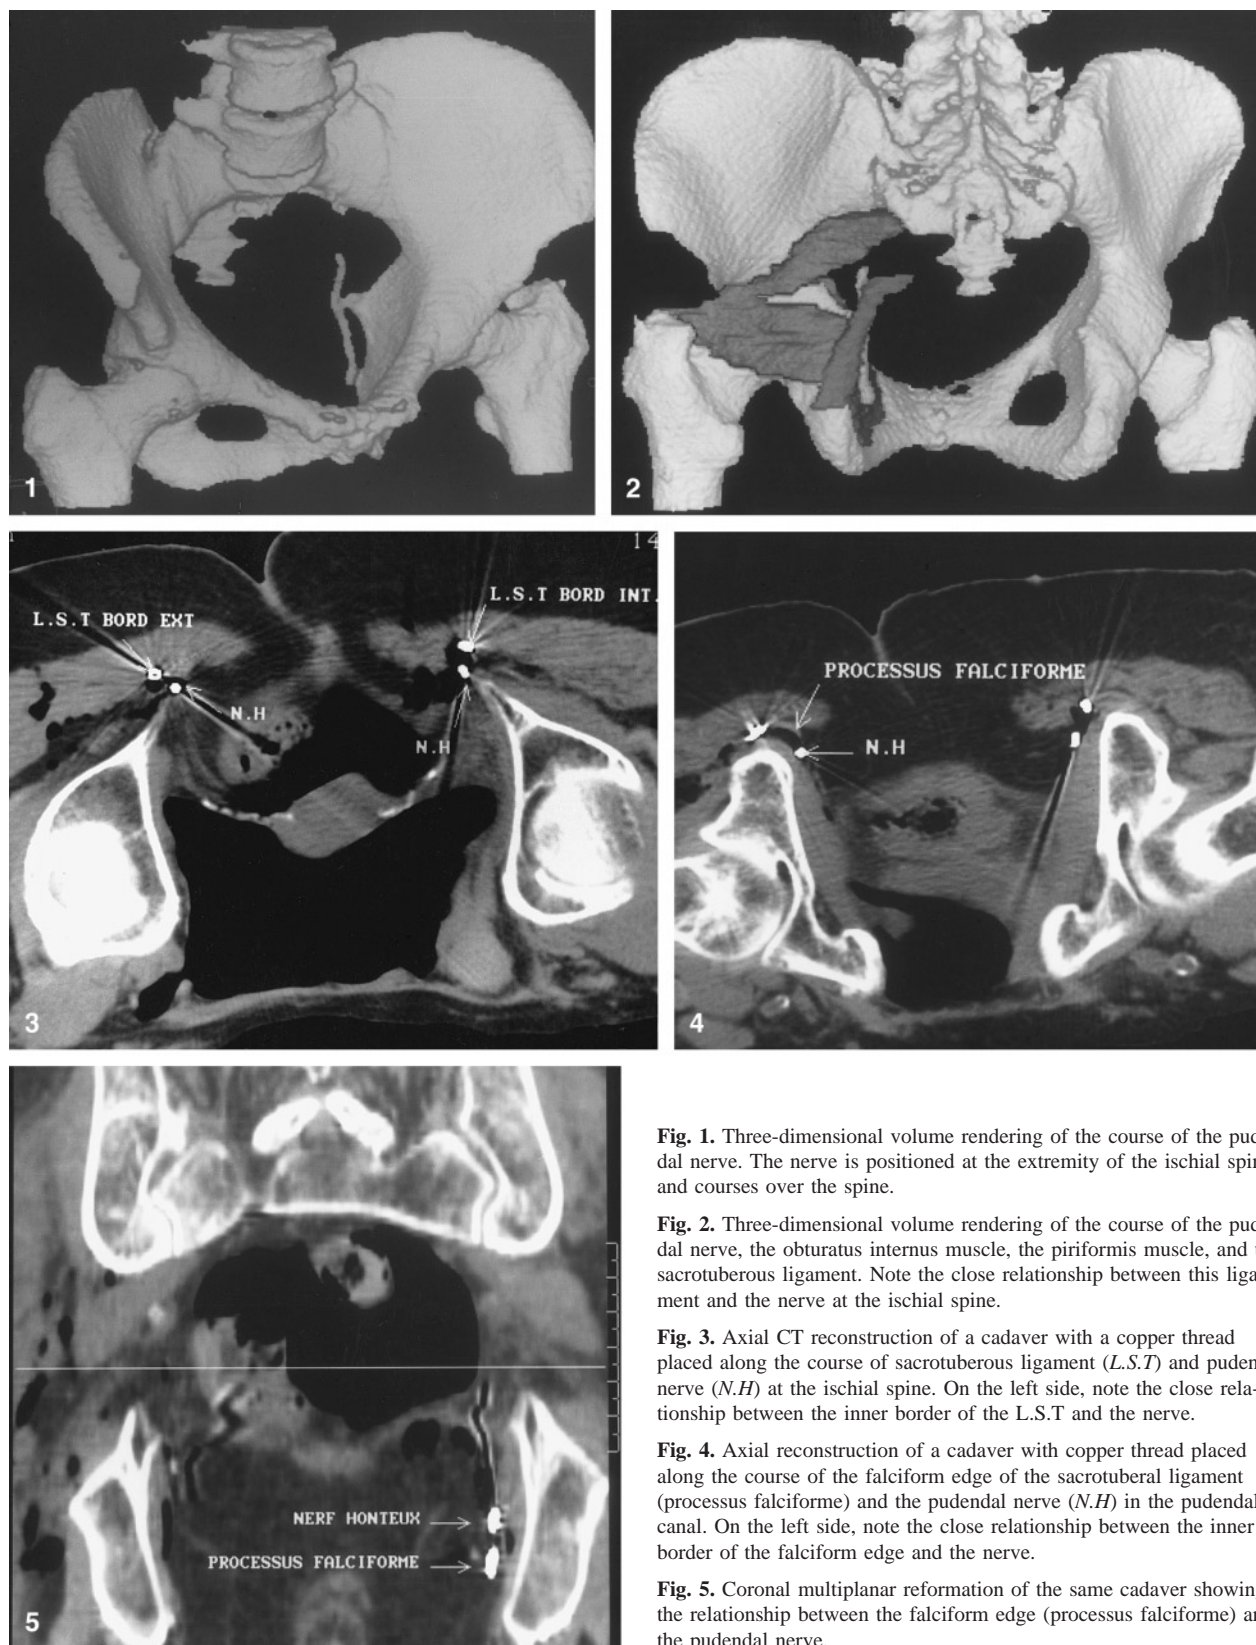 1
2
14
L.S.T BORD EXT
L.S.T BORD INT.
N.H
N.H
3
PROCESSUS FALCIFORME
N.H
4
NERF HONTEUX
PROCESSUS FALCIFORME
5
Fig. 1. Three-dimensional volume rendering of the course of the pu
dal nerve. The nerve is positioned at the extremity of the ischial spi
and courses over the spine.
Fig. 2. Three-dimensional volume rendering of the course of the pu
dal nerve, the obturatus internus muscle, the piriformis muscle, and
sacrotuberous ligament. Note the close relationship between this liga
ment and the nerve at the ischial spine.
Fig. 3. Axial CT reconstruction of a cadaver with a copper thread
placed along the course of sacrotuberous ligament (L.S.T) and puden
nerve (N.H) at the ischial spine. On the left side, note the close rela-
tionship between the inner border of the L.S.T and the nerve.
Fig. 4. Axial reconstruction of a cadaver with copper thread placed
along the course of the falciform edge of the sacrotuberal ligament
(processus falciforme) and the pudendal nerve (N.H) in the pudendal
canal. On the left side, note the close relationship between the inner
border of the falciform edge and the nerve.
Fig. 5. Coronal multiplanar reformation of the same cadaver showin
the relationship between the falciform edge (processus falciforme) a
the pudendal nerve.